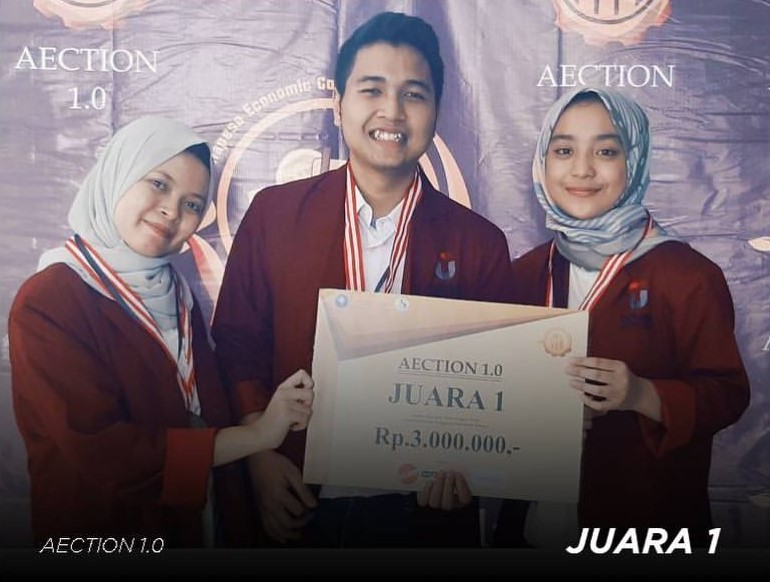 AECTION
1.0
AECTION
AECTION 1.0
JUARA 1
Rp.3.000.000,-
AECTION 1.0
JUARA 1